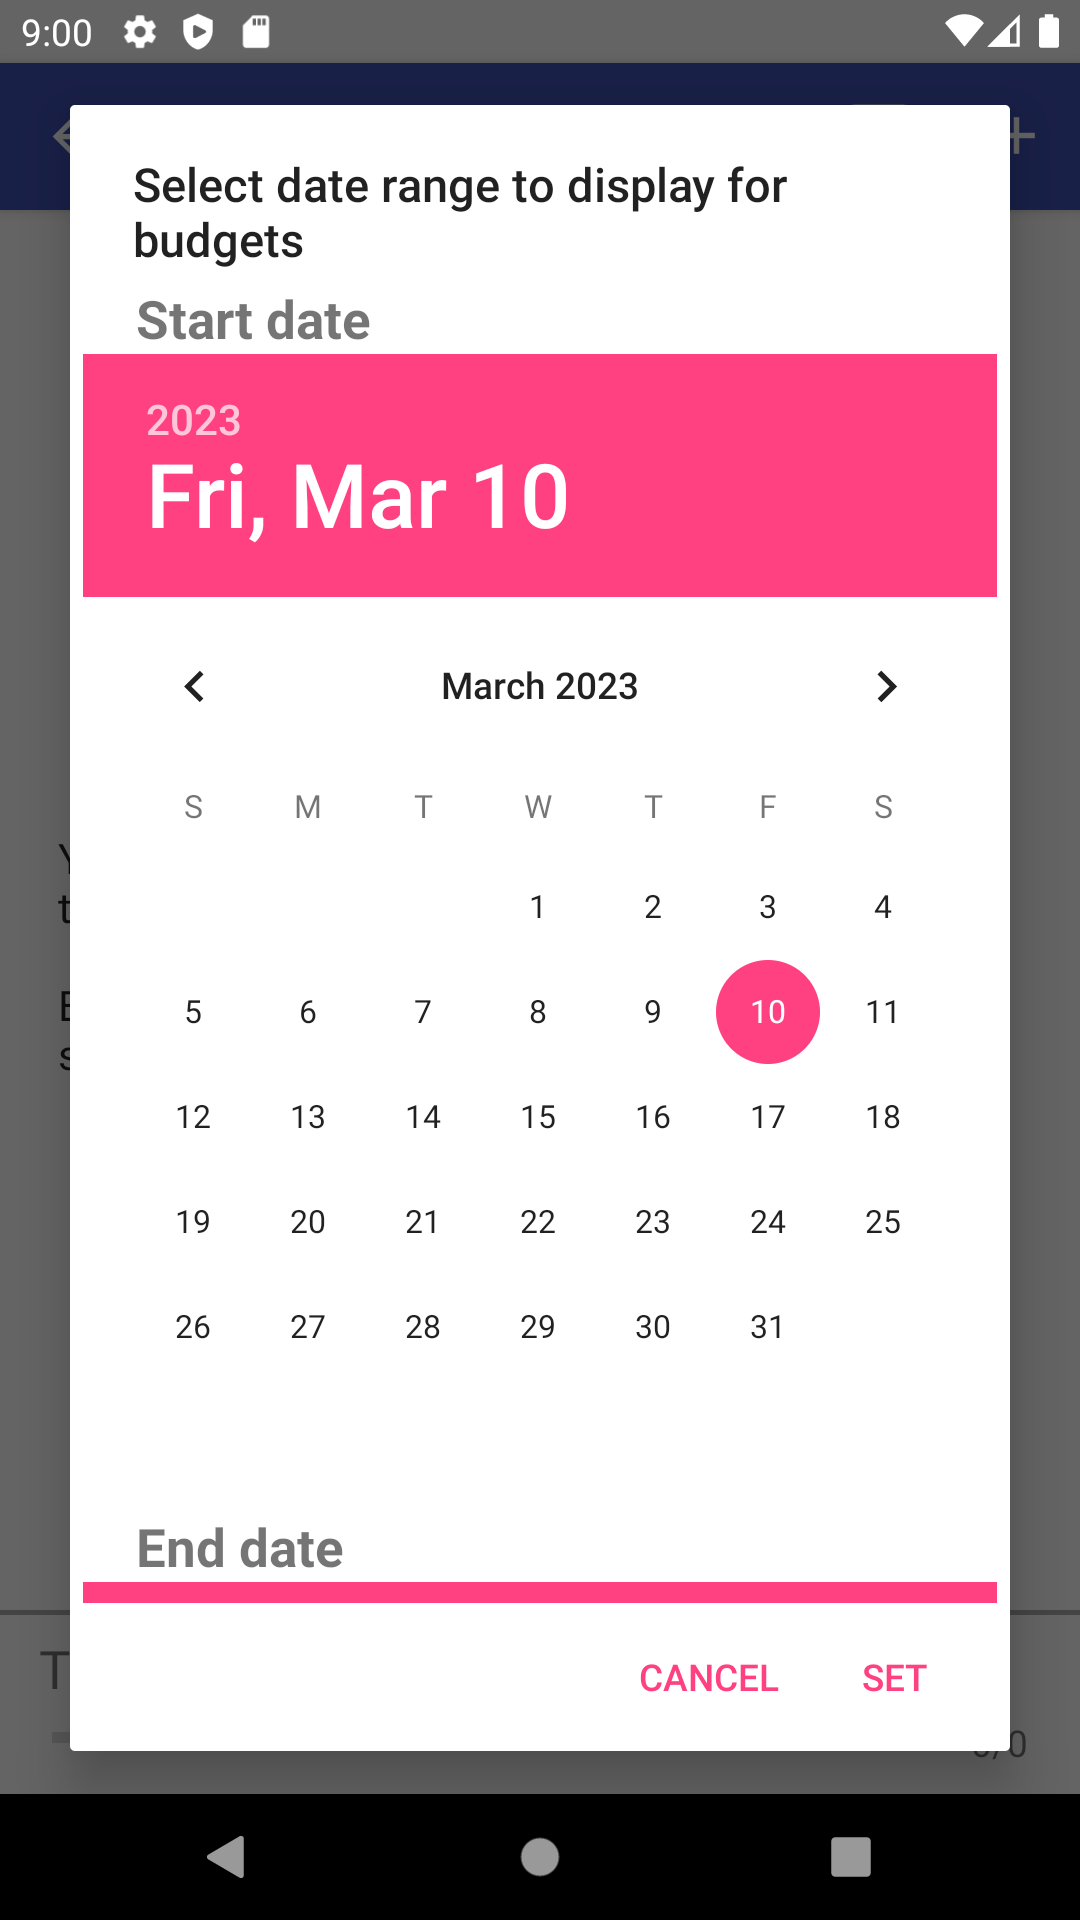 9:00
Select date range to display for
budgets
Start date
2023
Fri, Mar 10
March 2023
S M T W T F S
1 2 3 4
5 6 7 8 9 10 11
12 13 14 15 16 17 18
19 20 21 22 23 24 25
26 27 28 29 30 31
End date
CANCEL SET